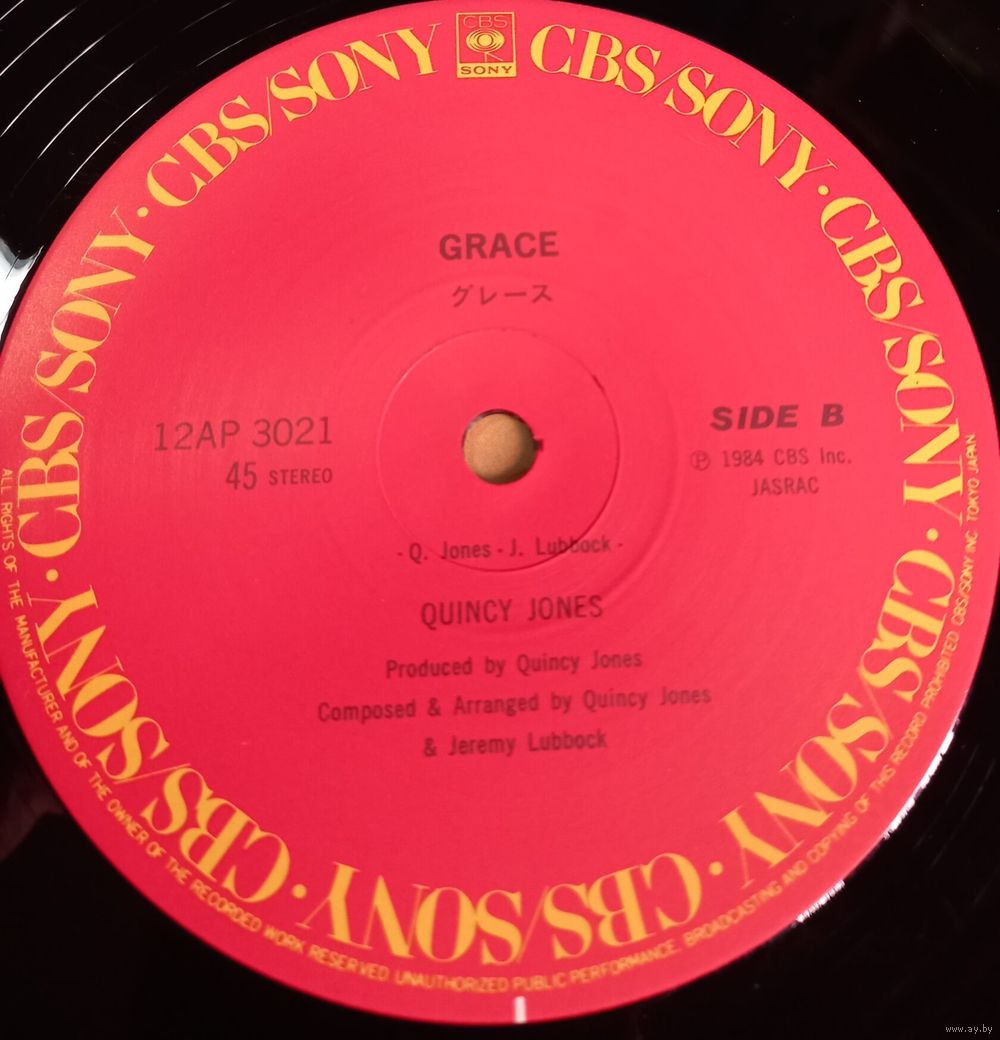 CBS
SONY
CBS/SONY · CBS/SONY · CBS/SONY · CBS/SONY · CBS/SONY · CBS/SONY · CBS/SONY · CBS/SONY
GRACE
グレース
12AP 3021
45 STEREO
SIDE B
Ⓟ 1984 CBS Inc.
JASRAC
- Q. Jones - J. Lubbock -
QUINCY JONES
Produced by Quincy Jones
Composed & Arranged by Quincy Jones
& Jeremy Lubbock
ALL RIGHTS OF THE MANUFACTURER AND OF THE OWNER OF THE RECORDED WORK RESERVED UNAUTHORIZED PUBLIC PERFORMANCE. BROADCASTING AND COPYING OF THIS RECORD PROHIBITED CBS/SONY INC. TOKYO JAPAN
www.ay.by